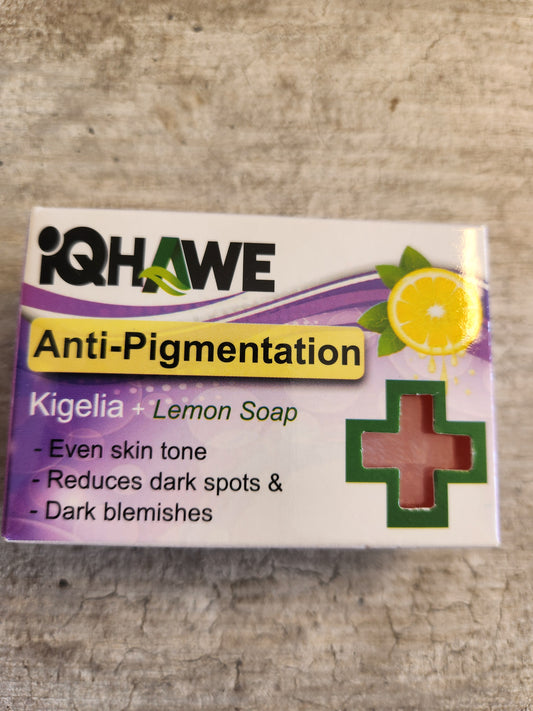 iQHAWE
Anti-Pigmentation
Kigelia + Lemon Soap
- Even skin tone
- Reduces dark spots &
- Dark blemishes